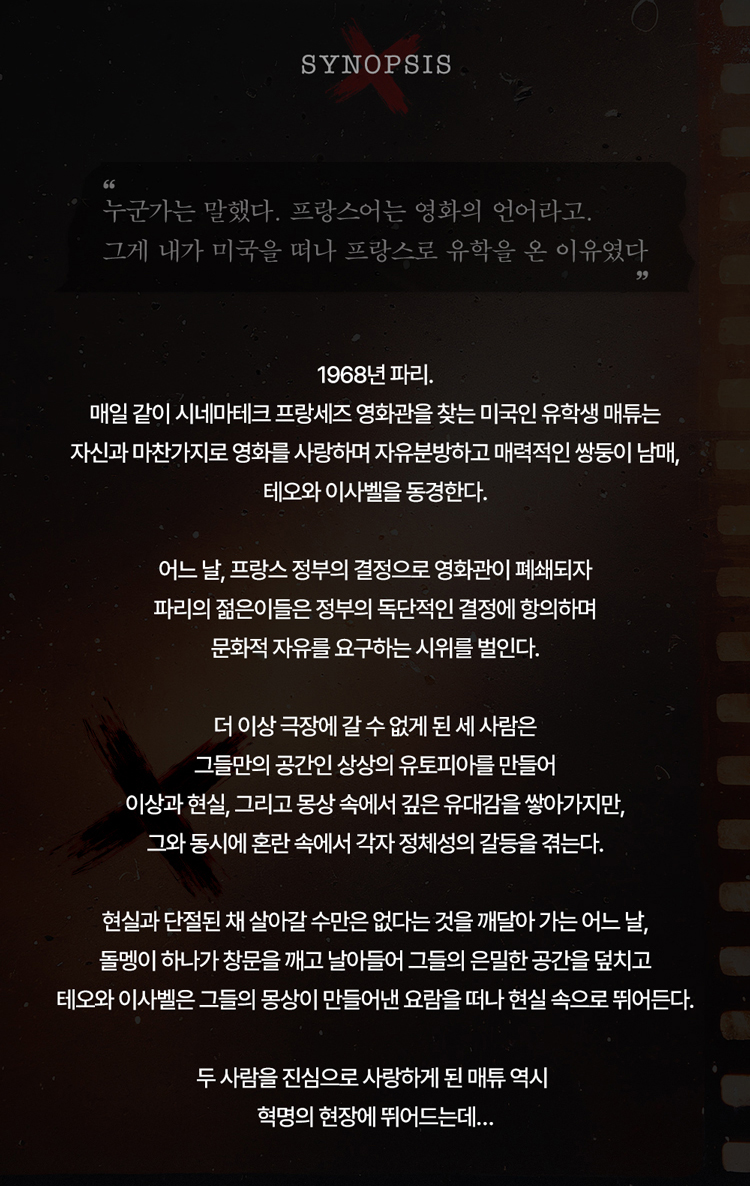 SYNOPSIS
“
누군가는 말했다. 프랑스어는 영화의 언어라고.
그게 내가 미국을 떠나 프랑스로 유학을 온 이유였다
”
1968년 파리.
매일 같이 시네마테크 프랑세즈 영화관을 찾는 미국인 유학생 매튜는
자신과 마찬가지로 영화를 사랑하며 자유분방하고 매력적인 쌍둥이 남매,
테오와 이사벨을 동경한다.
어느 날, 프랑스 정부의 결정으로 영화관이 폐쇄되자
파리의 젊은이들은 정부의 독단적인 결정에 항의하며
문화적 자유를 요구하는 시위를 벌인다.
더 이상 극장에 갈 수 없게 된 세 사람은
그들만의 공간인 상상의 유토피아를 만들어
이상과 현실, 그리고 몽상 속에서 깊은 유대감을 쌓아가지만,
그와 동시에 혼란 속에서 각자 정체성의 갈등을 겪는다.
현실과 단절된 채 살아갈 수만은 없다는 것을 깨달아 가는 어느 날,
돌멩이 하나가 창문을 깨고 날아들어 그들의 은밀한 공간을 덮치고
테오와 이사벨은 그들의 몽상이 만들어낸 요람을 떠나 현실 속으로 뛰어든다.
두 사람을 진심으로 사랑하게 된 매튜 역시
혁명의 현장에 뛰어드는데...